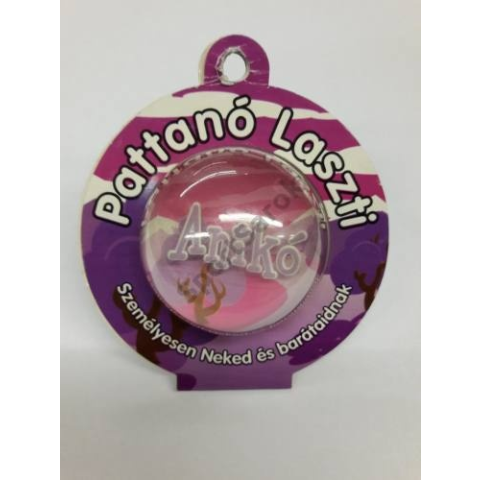 Pattanó Laszti
Anikó
Személyesen Neked és barátaidnak